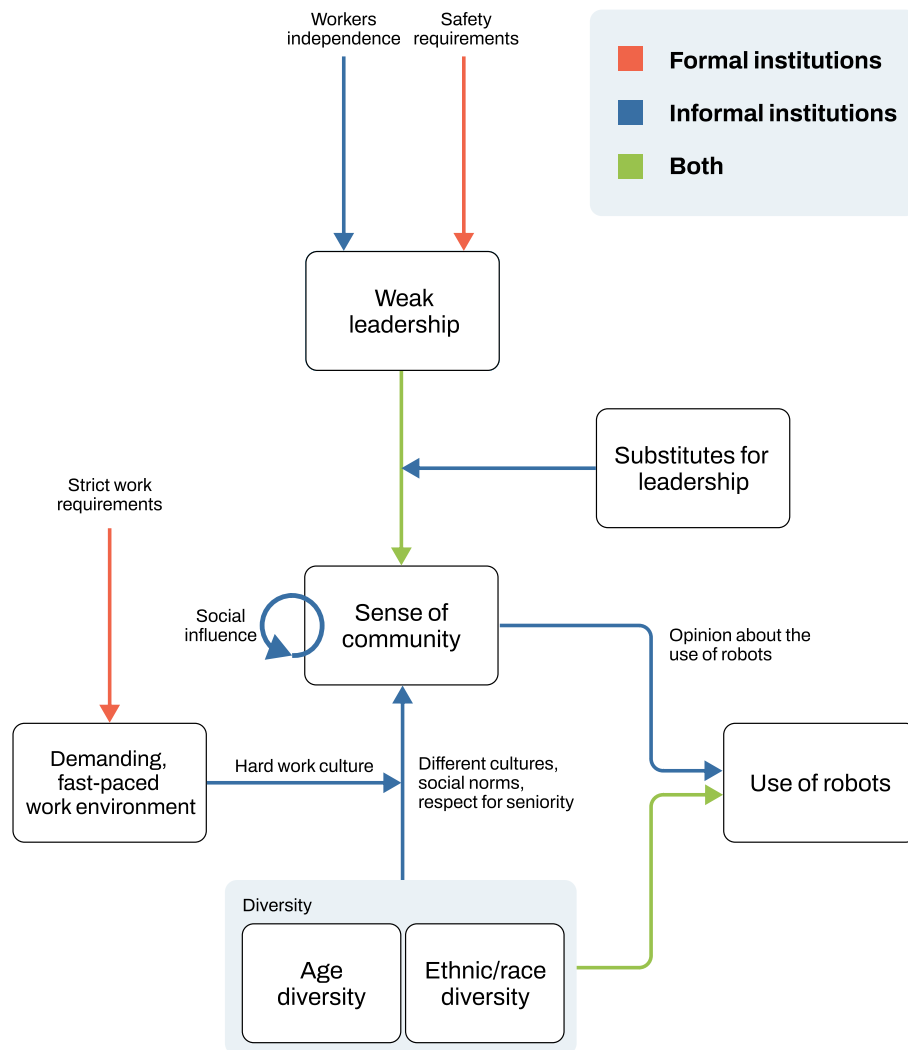 Workers
independence
Safety
requirements
Formal institutions
Informal institutions
Both
Weak
leadership
Substitutes for
leadership
Strict work
requirements
Social
influence
Sense of
community
Opinion about the
use of robots
Demanding,
fast-paced
work environment
Hard work culture
Different cultures,
social norms,
respect for seniority
Use of robots
Diversity
Age
diversity
Ethnic/race
diversity